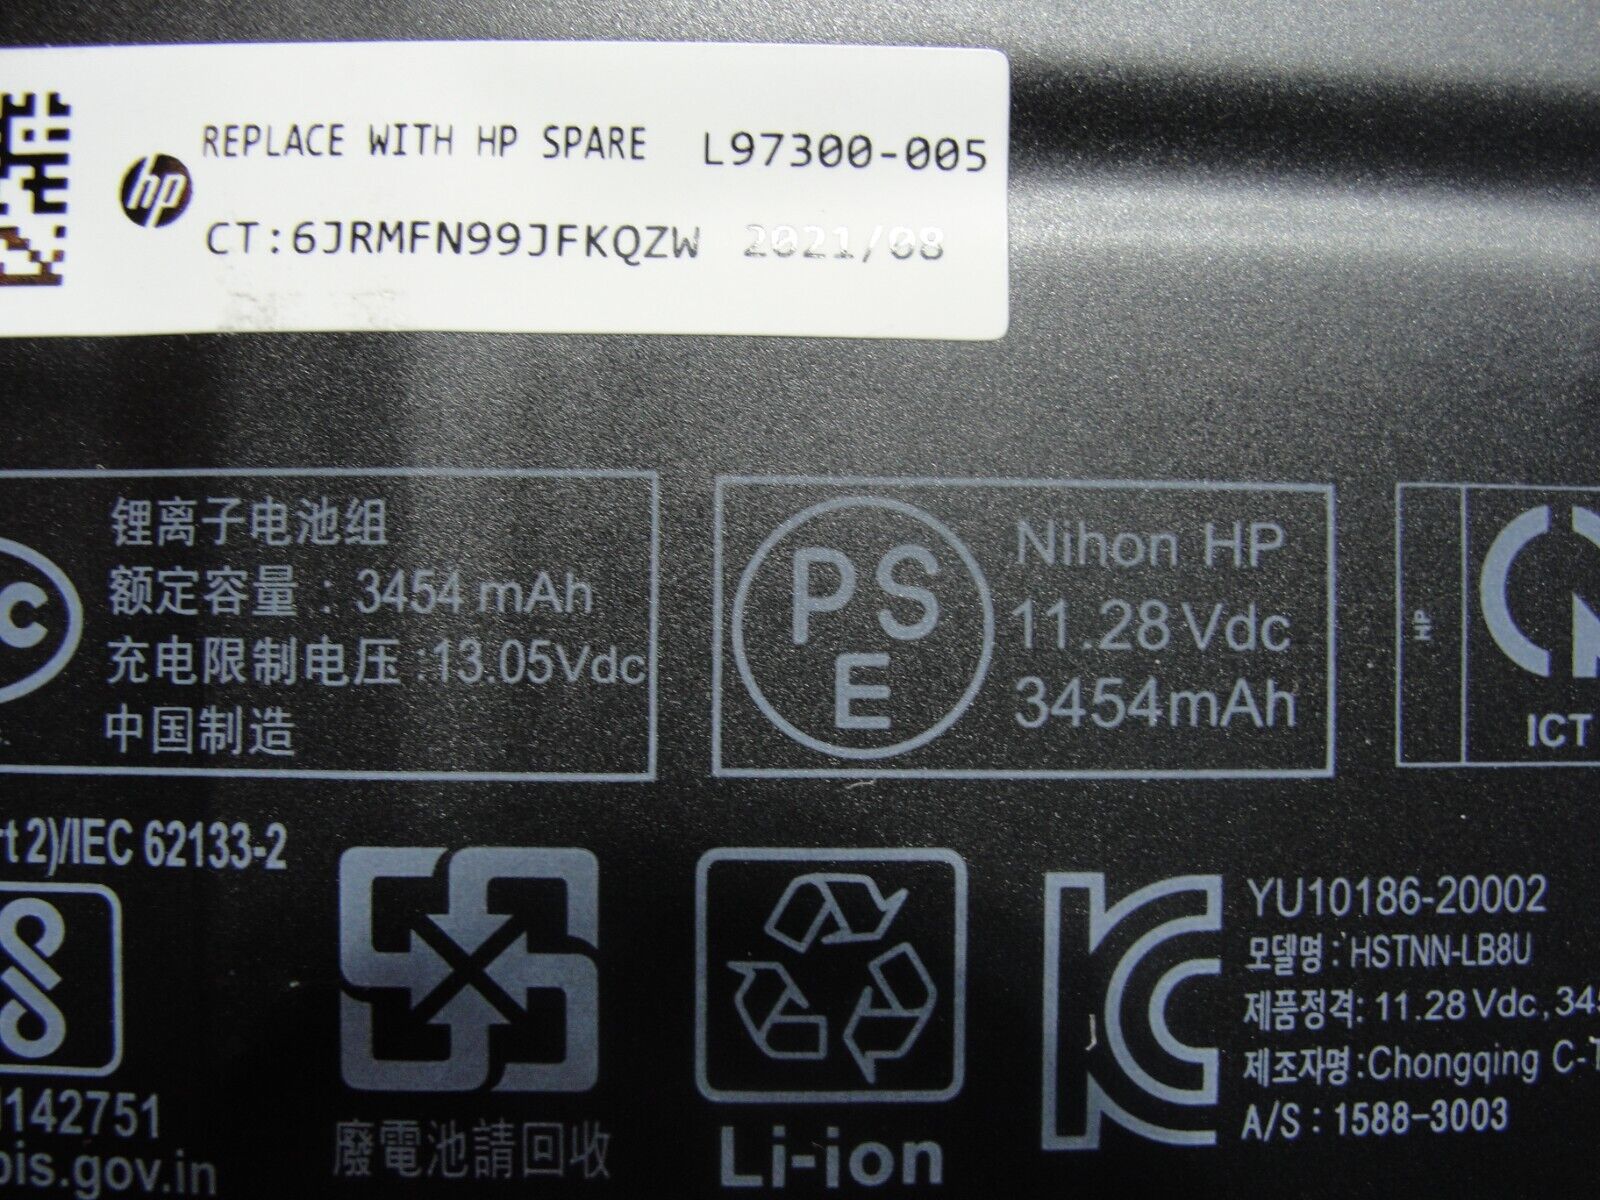 hp
REPLACE WITH HP SPARE L97300-005
CT:6JRMFN99JFKQZW 2021/08
锂离子电池组
额定容量：3454 mAh
充电限制电压:13.05Vdc
中国制造
PS
E
Nihon HP
11.28 Vdc
3454mAh
HP
ICT
2)/IEC 62133-2
142751
.gov.in
廢電池請回收
Li-ion
YU10186-20002
모델명 : HSTNN-LB8U
제품정격: 11.28 Vdc,
제조자명:Chongqing
A/S : 1588-3003